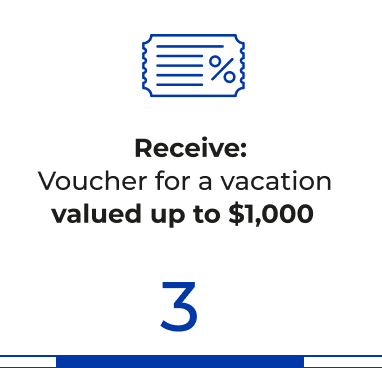 %
Receive:
Voucher for a vacation
valued up to $1,000
3